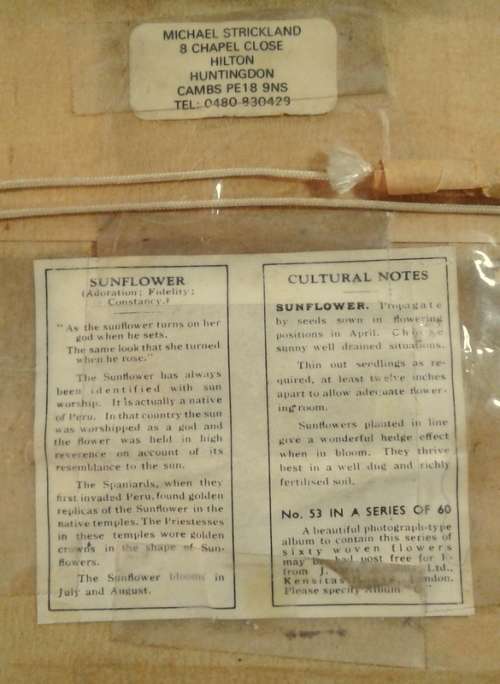 MICHAEL STRICKLAND
8 CHAPEL CLOSE
HILTON
HUNTINGDON
CAMBS PE18 9NS
TEL: 0480 830429
SUNFLOWER
(Adoration; Fidelity;
Constancy.)
"As the sunflower turns on her
god when he sets,
The same look that she turned
when he rose."
The Sunflower has always
been identified with sun
worship. It is actually a native
of Peru. In that country the sun
was worshipped as a god and
the flower was held in high
reverence on account of its
resemblance to the sun.
The Spaniards, when they
first invaded Peru, found golden
replicas of the Sunflower in the
native temples. The Priestesses
in these temples wore golden
crowns in the shape of Sun-
flowers.
The Sunflower blooms in
July and August.
CULTURAL NOTES
SUNFLOWER. Propagate
by seeds sown in flowering
positions in April. Choose
sunny well drained situations.
Thin out seedlings as re-
quired, at least twelve inches
apart to allow adequate flower-
ing room.
Sunflowers planted in line
give a wonderful hedge effect
when in bloom. They thrive
best in a well dug and richly
fertilised soil.
No. 53 IN A SERIES OF 60
A beautiful photograph-type
album to contain this series of
sixty woven flowers
may be had post free for
from J. Ltd.,
Kensitas London.
Please specify Album